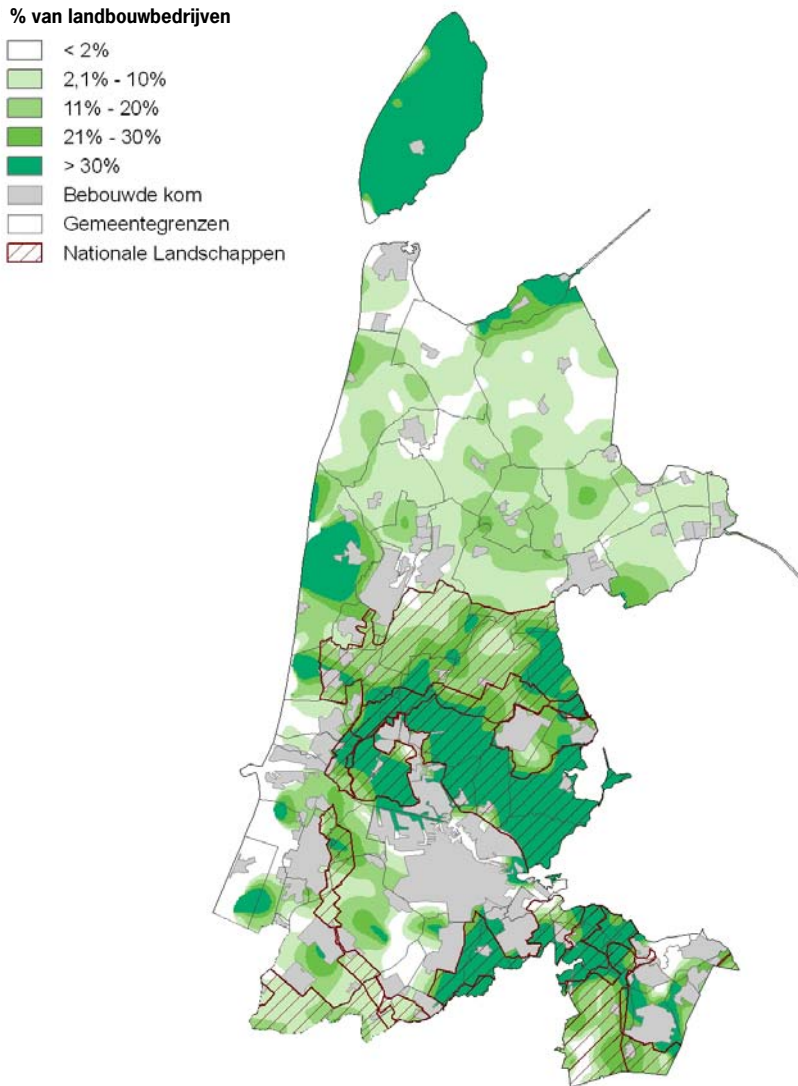 % van landbouwbedrijven
< 2%
2,1% - 10%
11% - 20%
21% - 30%
> 30%
Bebouwde kom
Gemeentegrenzen
Nationale Landschappen